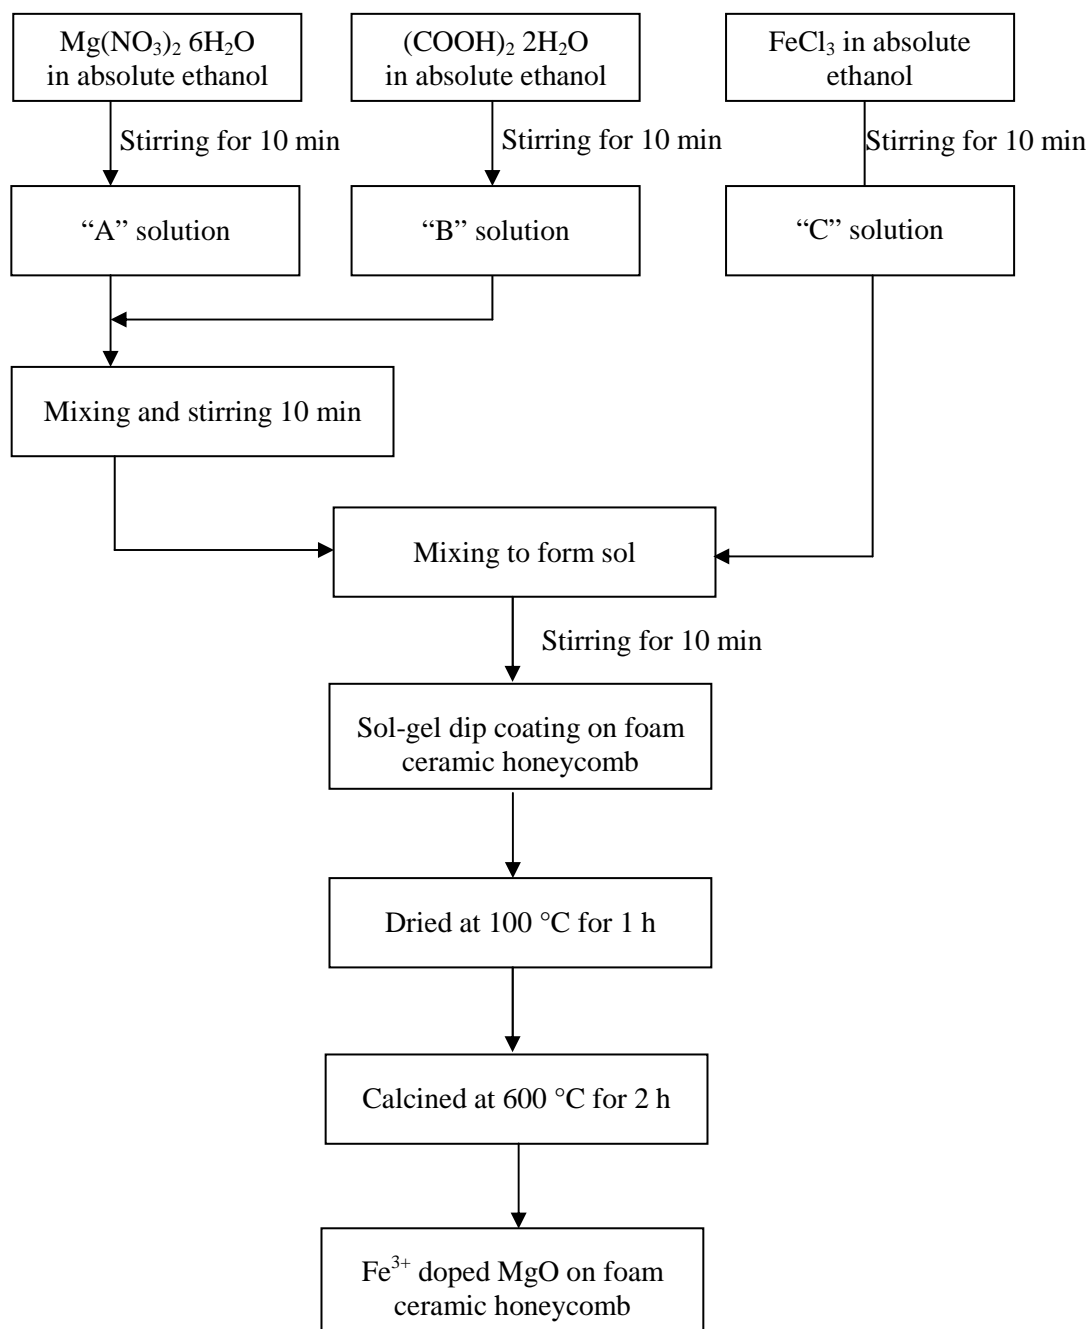 Mg(NO₃)₂ 6H₂O
in absolute ethanol
(COOH)₂ 2H₂O
in absolute ethanol
FeCl₃ in absolute
ethanol
Stirring for 10 min
Stirring for 10 min
Stirring for 10 min
“A” solution
“B” solution
“C” solution
Mixing and stirring 10 min
Mixing to form sol
Stirring for 10 min
Sol-gel dip coating on foam
ceramic honeycomb
Dried at 100 °C for 1 h
Calcined at 600 °C for 2 h
Fe³⁺ doped MgO on foam
ceramic honeycomb